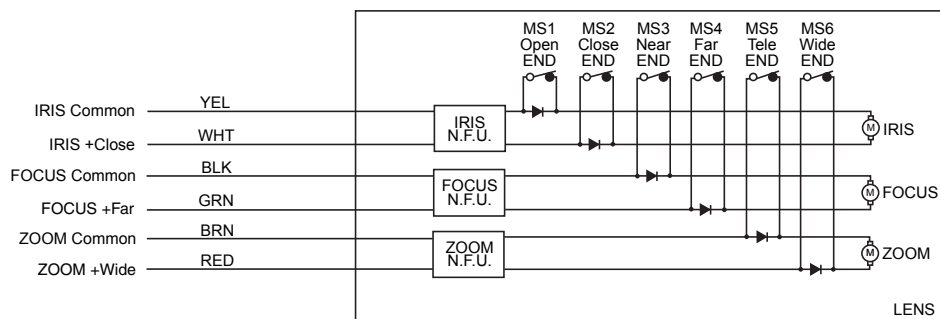 MS1 MS2 MS3 MS4 MS5 MS6
Open Close Near Far Tele Wide
END END END END END END
IRIS Common YEL
IRIS N.F.U.
M IRIS
IRIS +Close WHT
FOCUS Common BLK
FOCUS N.F.U.
M FOCUS
FOCUS +Far GRN
ZOOM Common BRN
ZOOM N.F.U.
M ZOOM
ZOOM +Wide RED
LENS